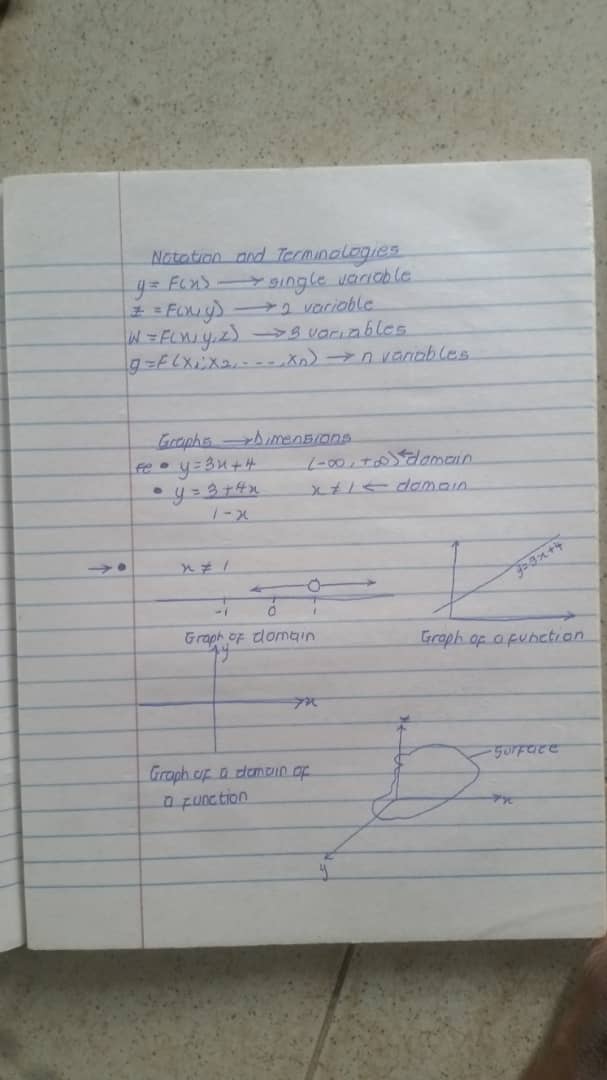 Notation and Terminologies
y = F(x) → single variable
z = F(x,y) → 2 variable
W = F(x,y,z) → 3 variables
g = F(x₁; x₂, ---, xn) → n variables
Graphs → Dimensions
• y = 3x+4 (-∞, +∞) ← domain
• y = 3+4x x ≠ 1 ← domain
1-x
→ • x ≠ 1
-1 0 1
y=3x+4
Graph of domain
Graph of a function
y
x
z
surface
Graph of a domain of
a function
x
y